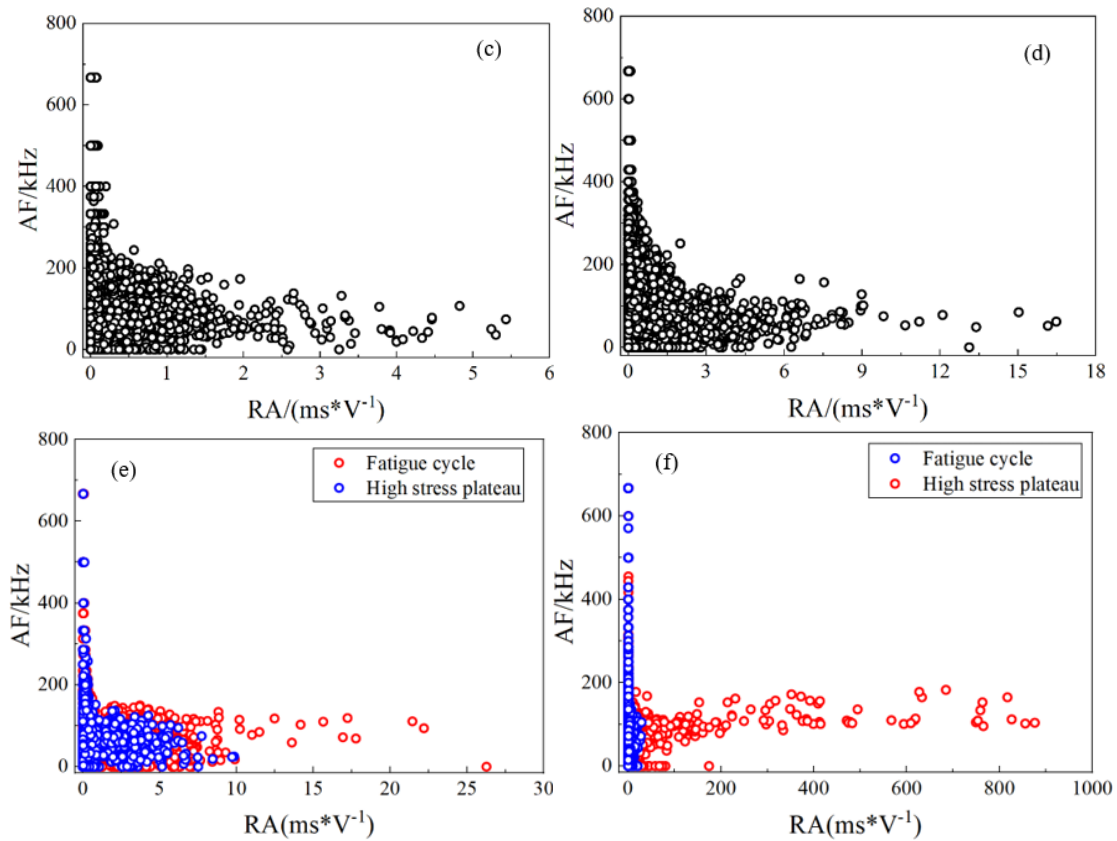 (c)
800
600
400
200
0
AF/kHz
0 1 2 3 4 5 6
RA/(ms*V⁻¹)
(d)
800
600
400
200
0
AF/kHz
0 3 6 9 12 15 18
RA/(ms*V⁻¹)
(e)
Fatigue cycle
High stress plateau
800
600
400
200
0
AF/kHz
0 5 10 15 20 25 30
RA(ms*V⁻¹)
(f)
Fatigue cycle
High stress plateau
800
600
400
200
0
AF/kHz
0 200 400 600 800 1000
RA(ms*V⁻¹)